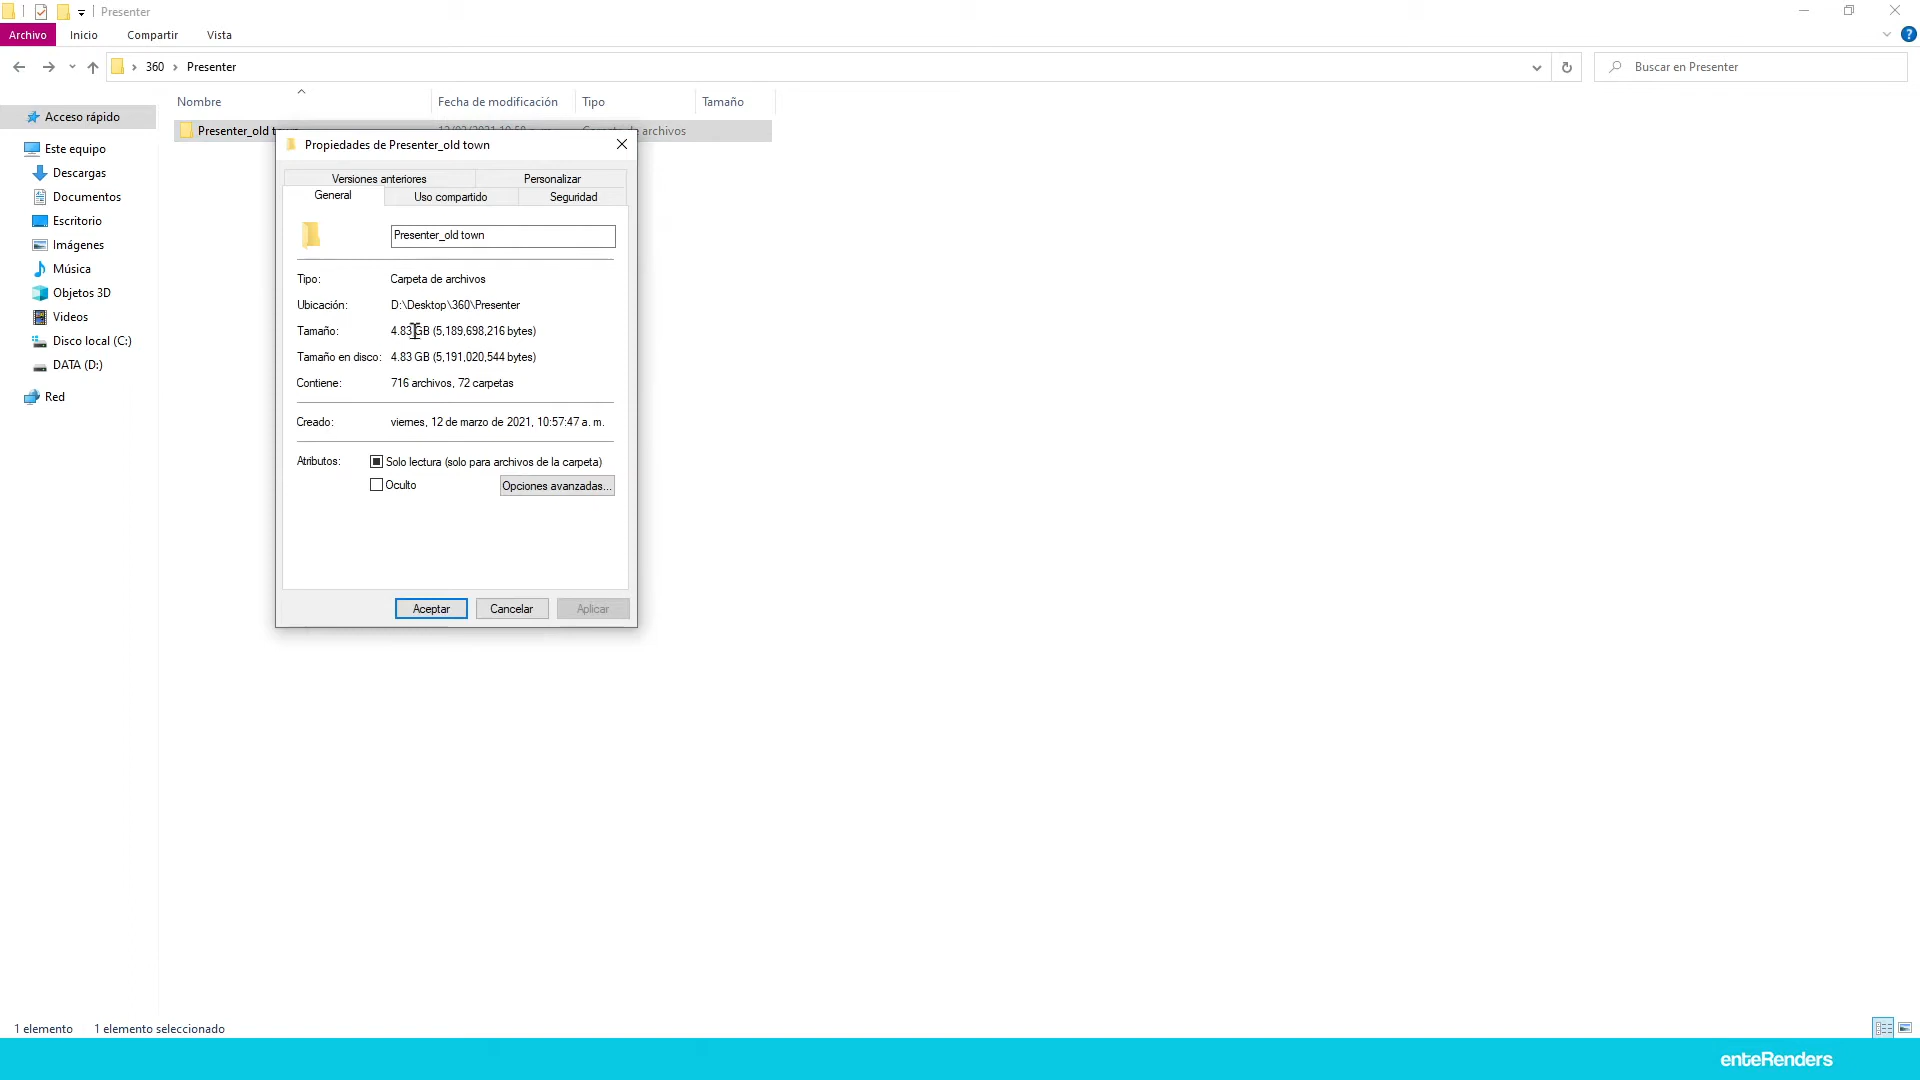 Presenter
Archivo Inicio Compartir Vista
360 Presenter
Buscar en Presenter
Nombre Fecha de modificación Tipo Tamaño
Acceso rápido
Este equipo
Descargas
Documentos
Escritorio
Imágenes
Música
Objetos 3D
Videos
Disco local (C:)
DATA (D:)
Red
Presenter_old archivos
Propiedades de Presenter_old town
Versiones anteriores Personalizar
General Uso compartido Seguridad
Presenter_old town
Tipo: Carpeta de archivos
Ubicación: D:\Desktop\360\Presenter
Tamaño: 4.83 GB (5,189,698,216 bytes)
Tamaño en disco: 4.83 GB (5,191,020,544 bytes)
Contiene: 716 archivos, 72 carpetas
Creado: viernes, 12 de marzo de 2021, 10:57:47 a. m.
Atributos: Solo lectura (solo para archivos de la carpeta)
Oculto Opciones avanzadas...
Aceptar Cancelar Aplicar
1 elemento 1 elemento seleccionado
enteRenders